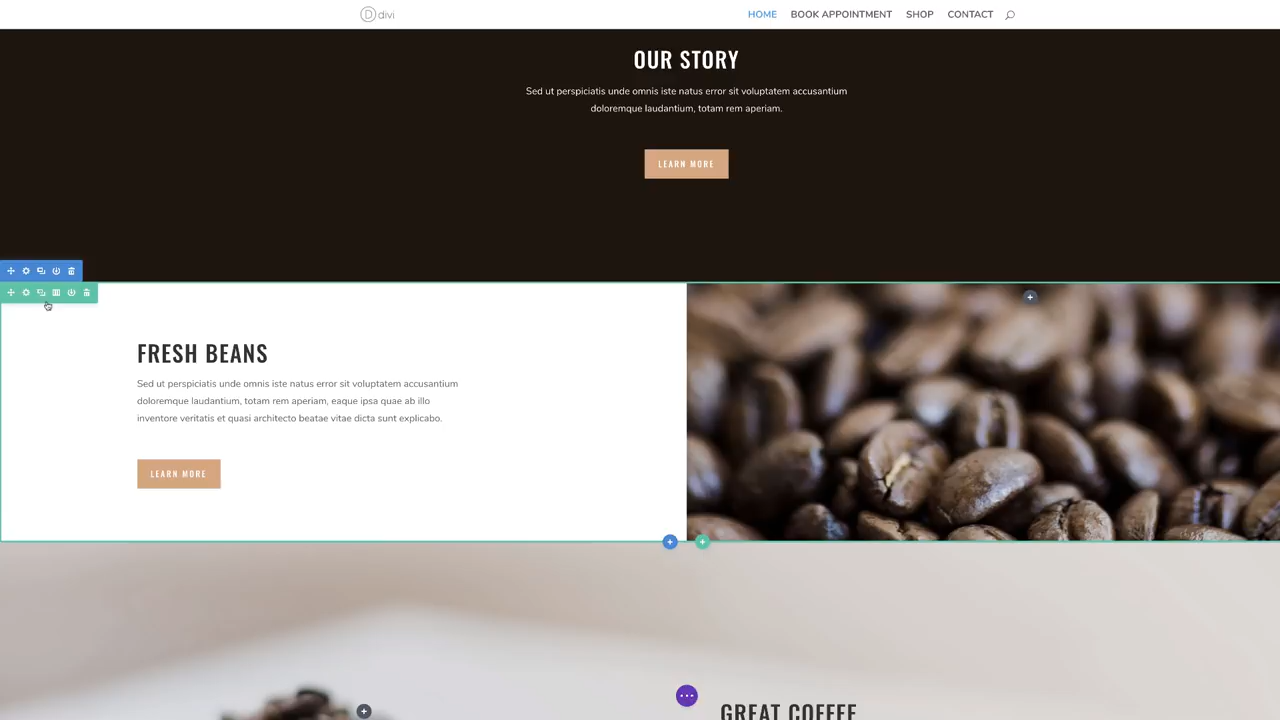 D divi
HOME BOOK APPOINTMENT SHOP CONTACT
OUR STORY
Sed ut perspiciatis unde omnis iste natus error sit voluptatem accusantium
doloremque laudantium, totam rem aperiam.
LEARN MORE
FRESH BEANS
Sed ut perspiciatis unde omnis iste natus error sit voluptatem accusantium
doloremque laudantium, totam rem aperiam, eaque ipsa quae ab illo
inventore veritatis et quasi architecto beatae vitae dicta sunt explicabo.
LEARN MORE
GREAT COFFEE